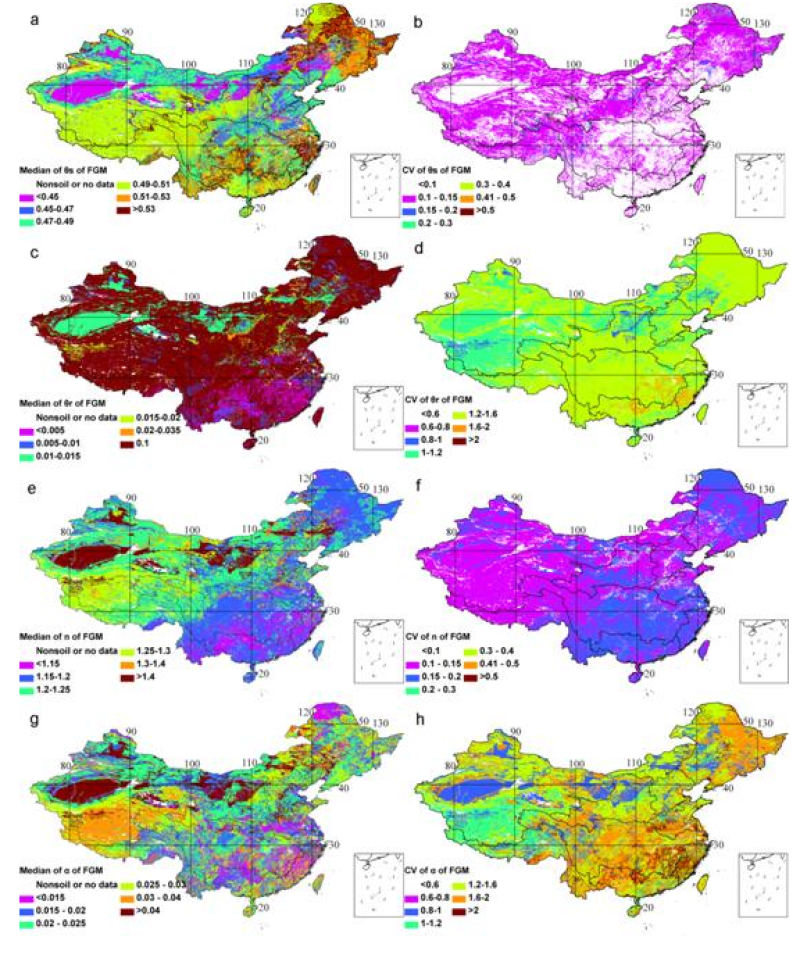 a
120 50 130
90
80 100 110
40
30
20
Median of θs of FGM
Nonsoil or no data 0.49-0.51
<0.45 0.51-0.53
0.45-0.47 >0.53
0.47-0.49
b
120 50 130
90
80 100 110
40
30
20
CV of θs of FGM
<0.1 0.3 - 0.4
0.1 - 0.15 0.41 - 0.5
0.15 - 0.2 >0.5
0.2 - 0.3
c
120 50 130
90
80 100 110
40
30
20
Median of θr of FGM
Nonsoil or no data 0.015-0.02
<0.005 0.02-0.035
0.005-0.01 0.1
0.01-0.015
d
120 50 130
90
80 100 110
40
30
20
CV of θr of FGM
<0.6 1.2-1.6
0.6-0.8 1.6-2
0.8-1 >2
1-1.2
e
120 50 130
90
80 100 110
40
30
20
Median of n of FGM
Nonsoil or no data 1.25-1.3
<1.15 1.3-1.4
1.15-1.2 >1.4
1.2-1.25
f
120 50 130
90
80 100 110
40
30
20
CV of n of FGM
<0.1 0.3 - 0.4
0.1 - 0.15 0.41 - 0.5
0.15 - 0.2 >0.5
0.2 - 0.3
g
120 50 130
90
80 100 110
40
30
20
Median of α of FGM
Nonsoil or no data 0.025 - 0.03
<0.015 0.03 - 0.04
0.015 - 0.02 >0.04
0.02 - 0.025
h
120 50 130
90
80 100 110
40
30
20
CV of α of FGM
<0.6 1.2-1.6
0.6-0.8 1.6-2
0.8-1 >2
1-1.2